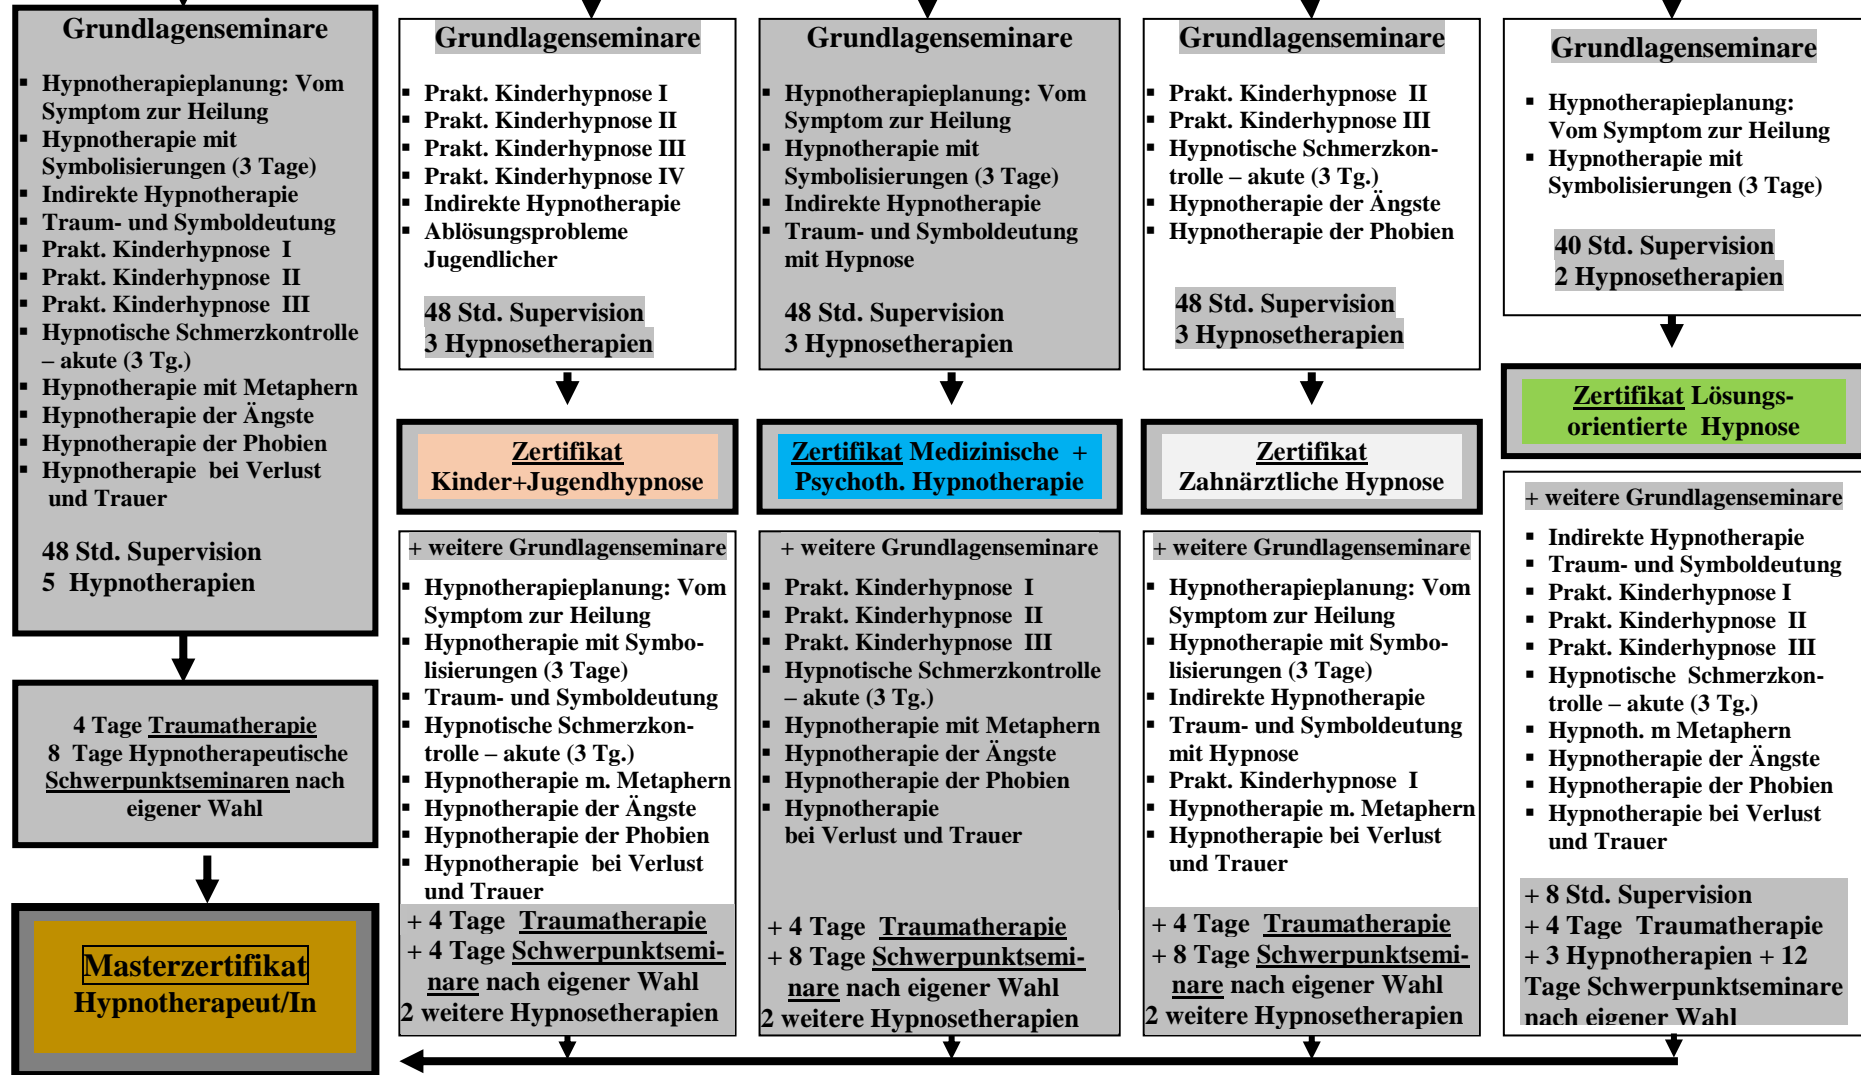 Grundlagenseminare
▪ Hypnotherapieplanung: Vom
Symptom zur Heilung
▪ Hypnotherapie mit
Symbolisierungen (3 Tage)
▪ Indirekte Hypnotherapie
▪ Traum- und Symboldeutung
▪ Prakt. Kinderhypnose I
▪ Prakt. Kinderhypnose II
▪ Prakt. Kinderhypnose III
▪ Hypnotische Schmerzkontrolle
– akute (3 Tg.)
▪ Hypnotherapie mit Metaphern
▪ Hypnotherapie der Ängste
▪ Hypnotherapie der Phobien
▪ Hypnotherapie bei Verlust
und Trauer
48 Std. Supervision
5 Hypnotherapien
4 Tage Traumatherapie
8 Tage Hypnotherapeutische
Schwerpunktseminaren nach
eigener Wahl
Masterzertifikat
Hypnotherapeut/In
Grundlagenseminare
▪ Prakt. Kinderhypnose I
▪ Prakt. Kinderhypnose II
▪ Prakt. Kinderhypnose III
▪ Prakt. Kinderhypnose IV
▪ Indirekte Hypnotherapie
▪ Ablösungsprobleme
Jugendlicher
48 Std. Supervision
3 Hypnosetherapien
Zertifikat
Kinder+Jugendhypnose
+ weitere Grundlagenseminare
▪ Hypnotherapieplanung: Vom
Symptom zur Heilung
▪ Hypnotherapie mit Symbo-
lisierungen (3 Tage)
▪ Traum- und Symboldeutung
▪ Hypnotische Schmerzkon-
trolle – akute (3 Tg.)
▪ Hypnotherapie m. Metaphern
▪ Hypnotherapie der Ängste
▪ Hypnotherapie der Phobien
▪ Hypnotherapie bei Verlust
und Trauer
+ 4 Tage Traumatherapie
+ 4 Tage Schwerpunktsemi-
nare nach eigener Wahl
2 weitere Hypnosetherapien
Grundlagenseminare
▪ Hypnotherapieplanung: Vom
Symptom zur Heilung
▪ Hypnotherapie mit
Symbolisierungen (3 Tage)
▪ Indirekte Hypnotherapie
▪ Traum- und Symboldeutung
mit Hypnose
48 Std. Supervision
3 Hypnosetherapien
Zertifikat Medizinische +
Psychoth. Hypnotherapie
+ weitere Grundlagenseminare
▪ Prakt. Kinderhypnose I
▪ Prakt. Kinderhypnose II
▪ Prakt. Kinderhypnose III
▪ Hypnotische Schmerzkontrolle
– akute (3 Tg.)
▪ Hypnotherapie mit Metaphern
▪ Hypnotherapie der Ängste
▪ Hypnotherapie der Phobien
▪ Hypnotherapie
bei Verlust und Trauer
+ 4 Tage Traumatherapie
+ 8 Tage Schwerpunktsemi-
nare nach eigener Wahl
2 weitere Hypnosetherapien
Grundlagenseminare
▪ Prakt. Kinderhypnose II
▪ Prakt. Kinderhypnose III
▪ Hypnotische Schmerzkon-
trolle – akute (3 Tg.)
▪ Hypnotherapie der Ängste
▪ Hypnotherapie der Phobien
48 Std. Supervision
3 Hypnosetherapien
Zertifikat
Zahnärztliche Hypnose
+ weitere Grundlagenseminare
▪ Hypnotherapieplanung: Vom
Symptom zur Heilung
▪ Hypnotherapie mit Symbo-
lisierungen (3 Tage)
▪ Indirekte Hypnotherapie
▪ Traum- und Symboldeutung
mit Hypnose
▪ Prakt. Kinderhypnose I
▪ Hypnotherapie m. Metaphern
▪ Hypnotherapie bei Verlust
und Trauer
+ 4 Tage Traumatherapie
+ 8 Tage Schwerpunktsemi-
nare nach eigener Wahl
2 weitere Hypnosetherapien
Grundlagenseminare
▪ Hypnotherapieplanung:
Vom Symptom zur Heilung
▪ Hypnotherapie mit
Symbolisierungen (3 Tage)
40 Std. Supervision
2 Hypnosetherapien
Zertifikat Lösungs-
orientierte Hypnose
+ weitere Grundlagenseminare
▪ Indirekte Hypnotherapie
▪ Traum- und Symboldeutung
▪ Prakt. Kinderhypnose I
▪ Prakt. Kinderhypnose II
▪ Prakt. Kinderhypnose III
▪ Hypnotische Schmerzkon-
trolle – akute (3 Tg.)
▪ Hypnoth. m Metaphern
▪ Hypnotherapie der Ängste
▪ Hypnotherapie der Phobien
▪ Hypnotherapie bei Verlust
und Trauer
+ 8 Std. Supervision
+ 4 Tage Traumatherapie
+ 3 Hypnotherapien + 12
Tage Schwerpunktseminare
nach eigener Wahl